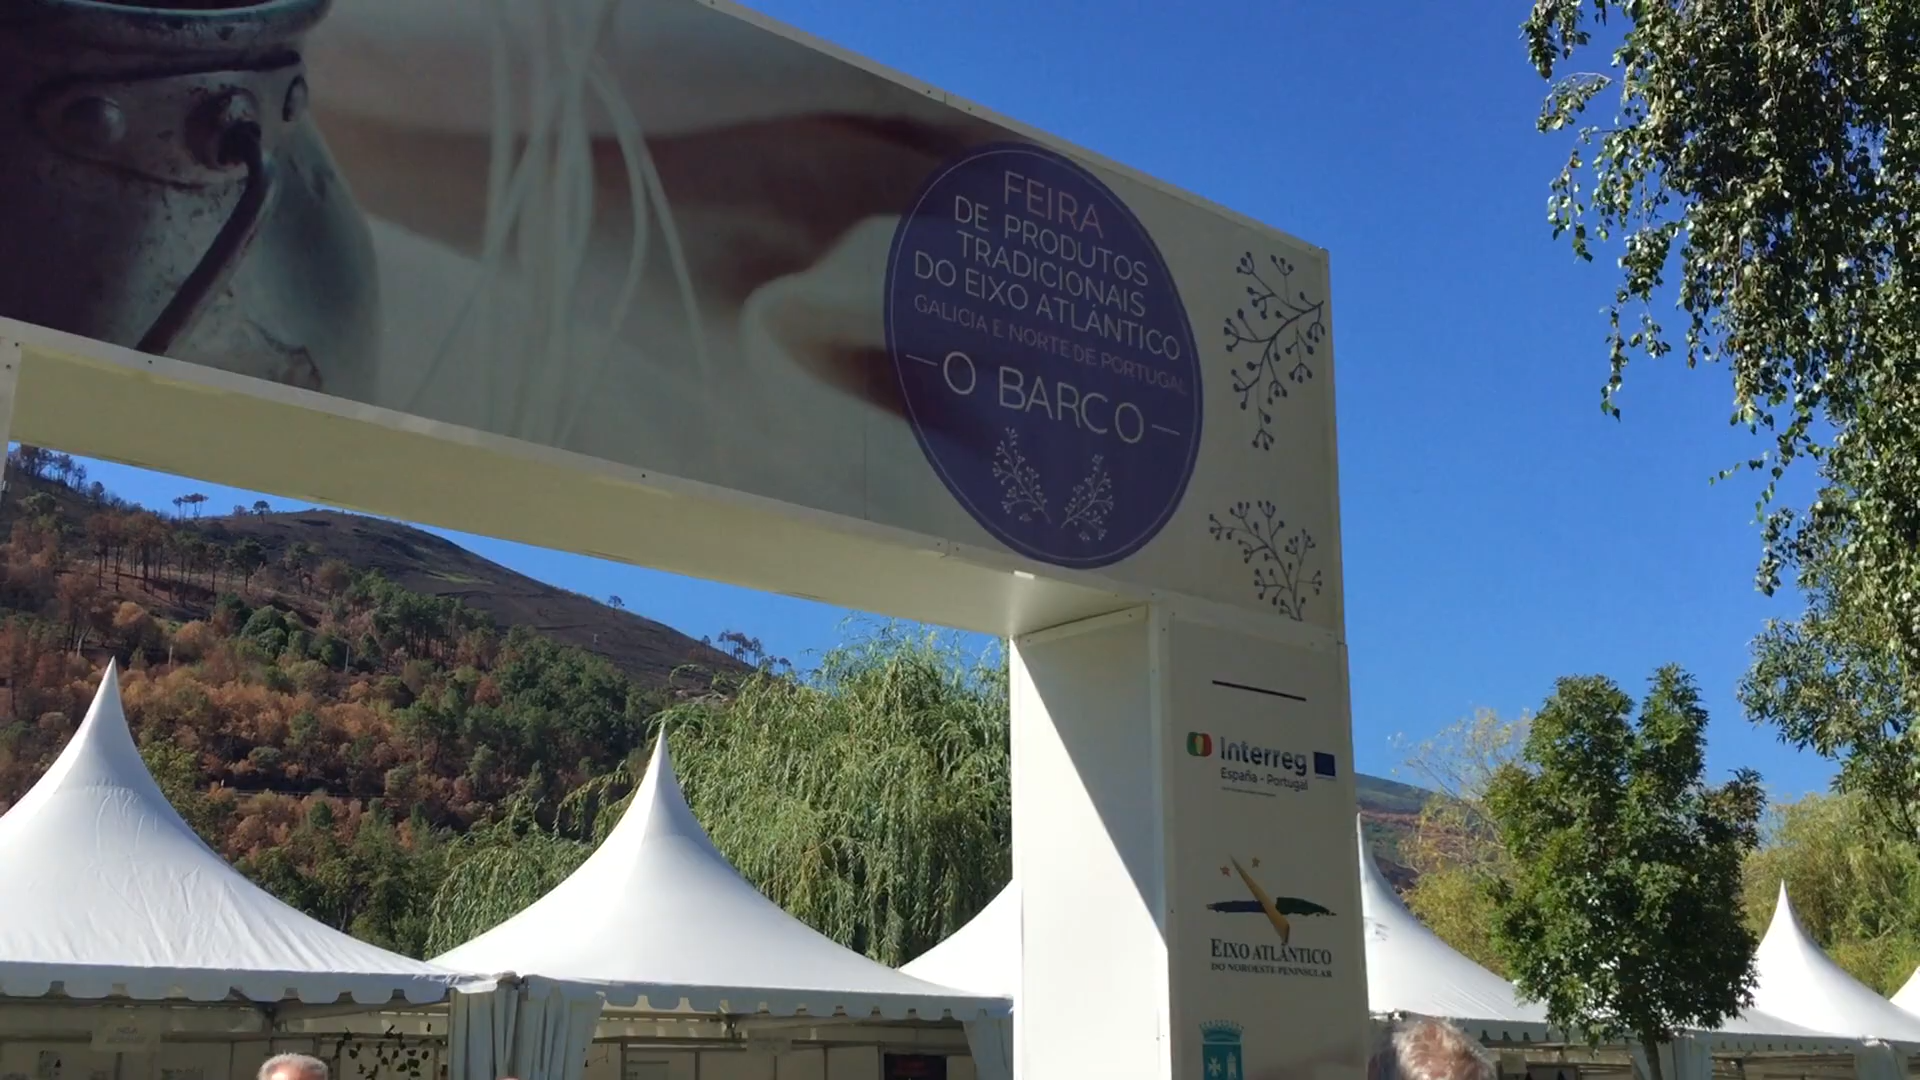 FEIRA
DE PRODUTOS
TRADICIONAIS
DO EIXO ATLÁNTICO
GALICIA E NORTE DE PORTUGAL
O BARCO
Interreg
España - Portugal
EIXO ATLÁNTICO
DO NOROESTE PENINSULAR